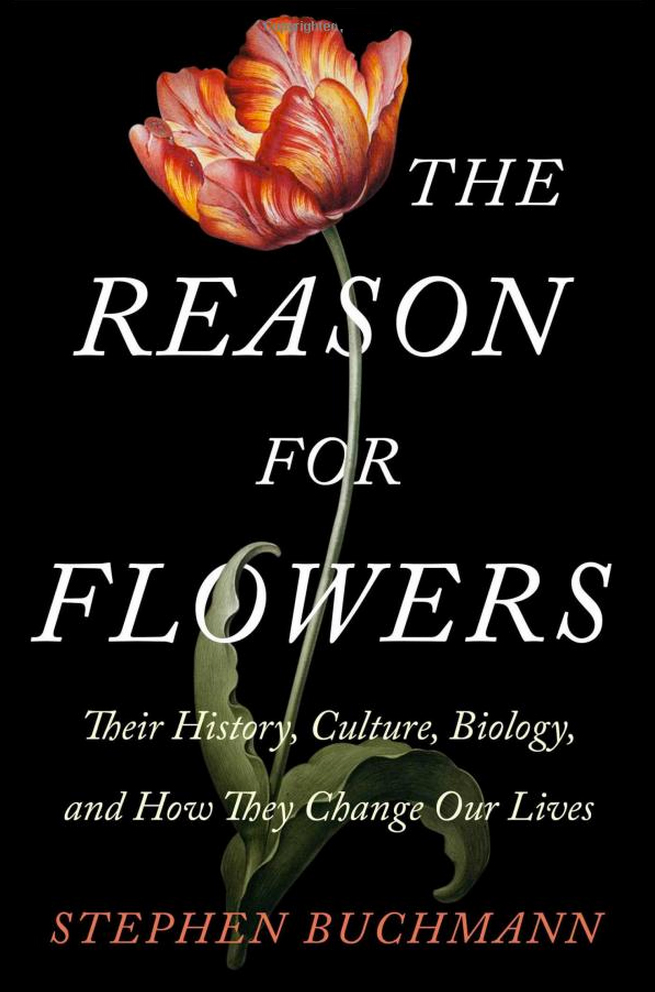 THE
REASON
FOR
FLOWERS
Their History, Culture, Biology,
and How They Change Our Lives
STEPHEN BUCHMANN